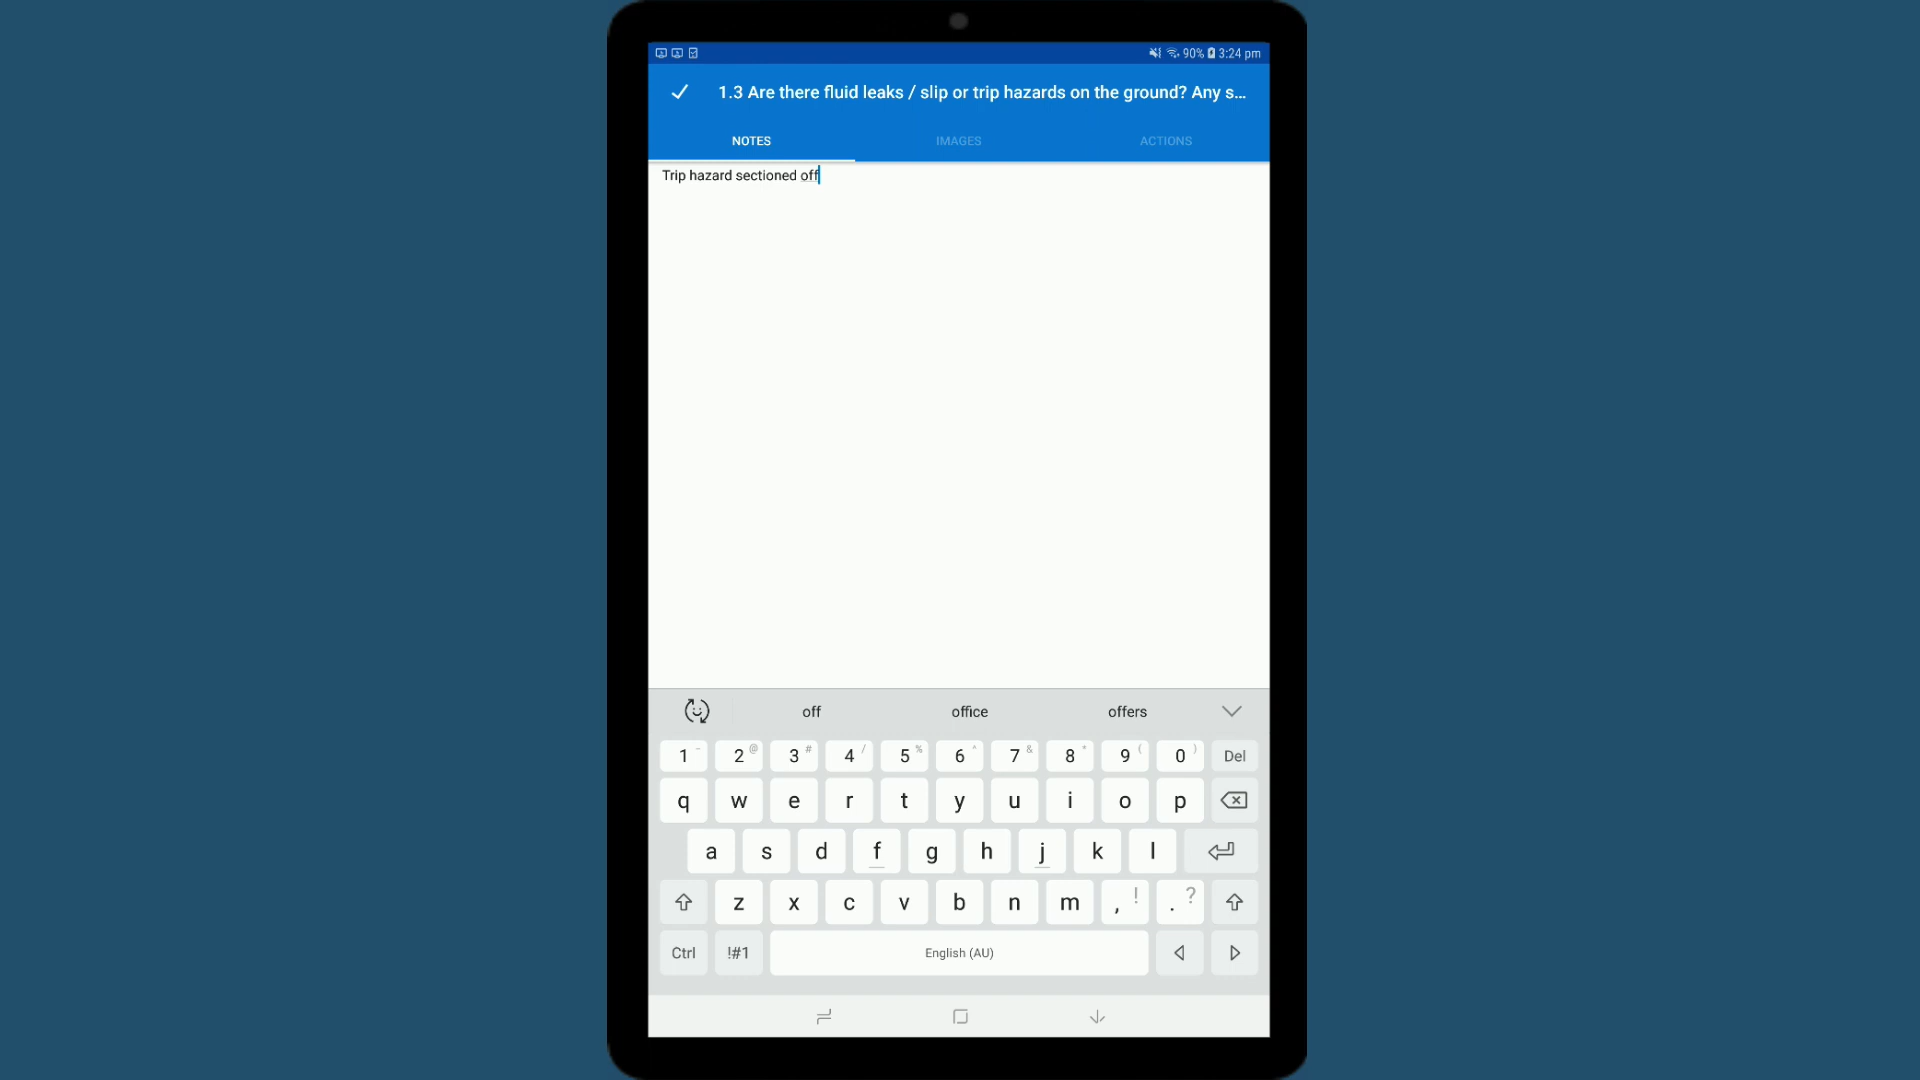 90% 3:24 pm
1.3 Are there fluid leaks / slip or trip hazards on the ground? Any s...
NOTES IMAGES ACTIONS
Trip hazard sectioned off
off office offers
1 - 2 @ 3 # 4 / 5 % 6 ^ 7 & 8 * 9 ( 0 ) Del
q w e r t y u i o p
a s d f g h j k l
z x c v b n m , ! . ?
Ctrl !#1 English (AU)